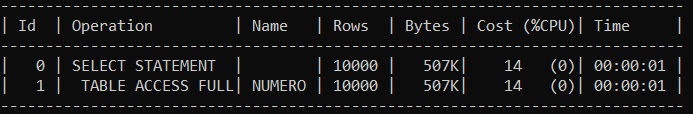 --------------------------------------------------------------------
| Id  | Operation         | Name   | Rows  | Bytes | Cost (%CPU)| Time     |
--------------------------------------------------------------------
|   0 | SELECT STATEMENT  |        | 10000 |   507K|    14   (0)| 00:00:01 |
|   1 |  TABLE ACCESS FULL| NUMERO | 10000 |   507K|    14   (0)| 00:00:01 |
--------------------------------------------------------------------